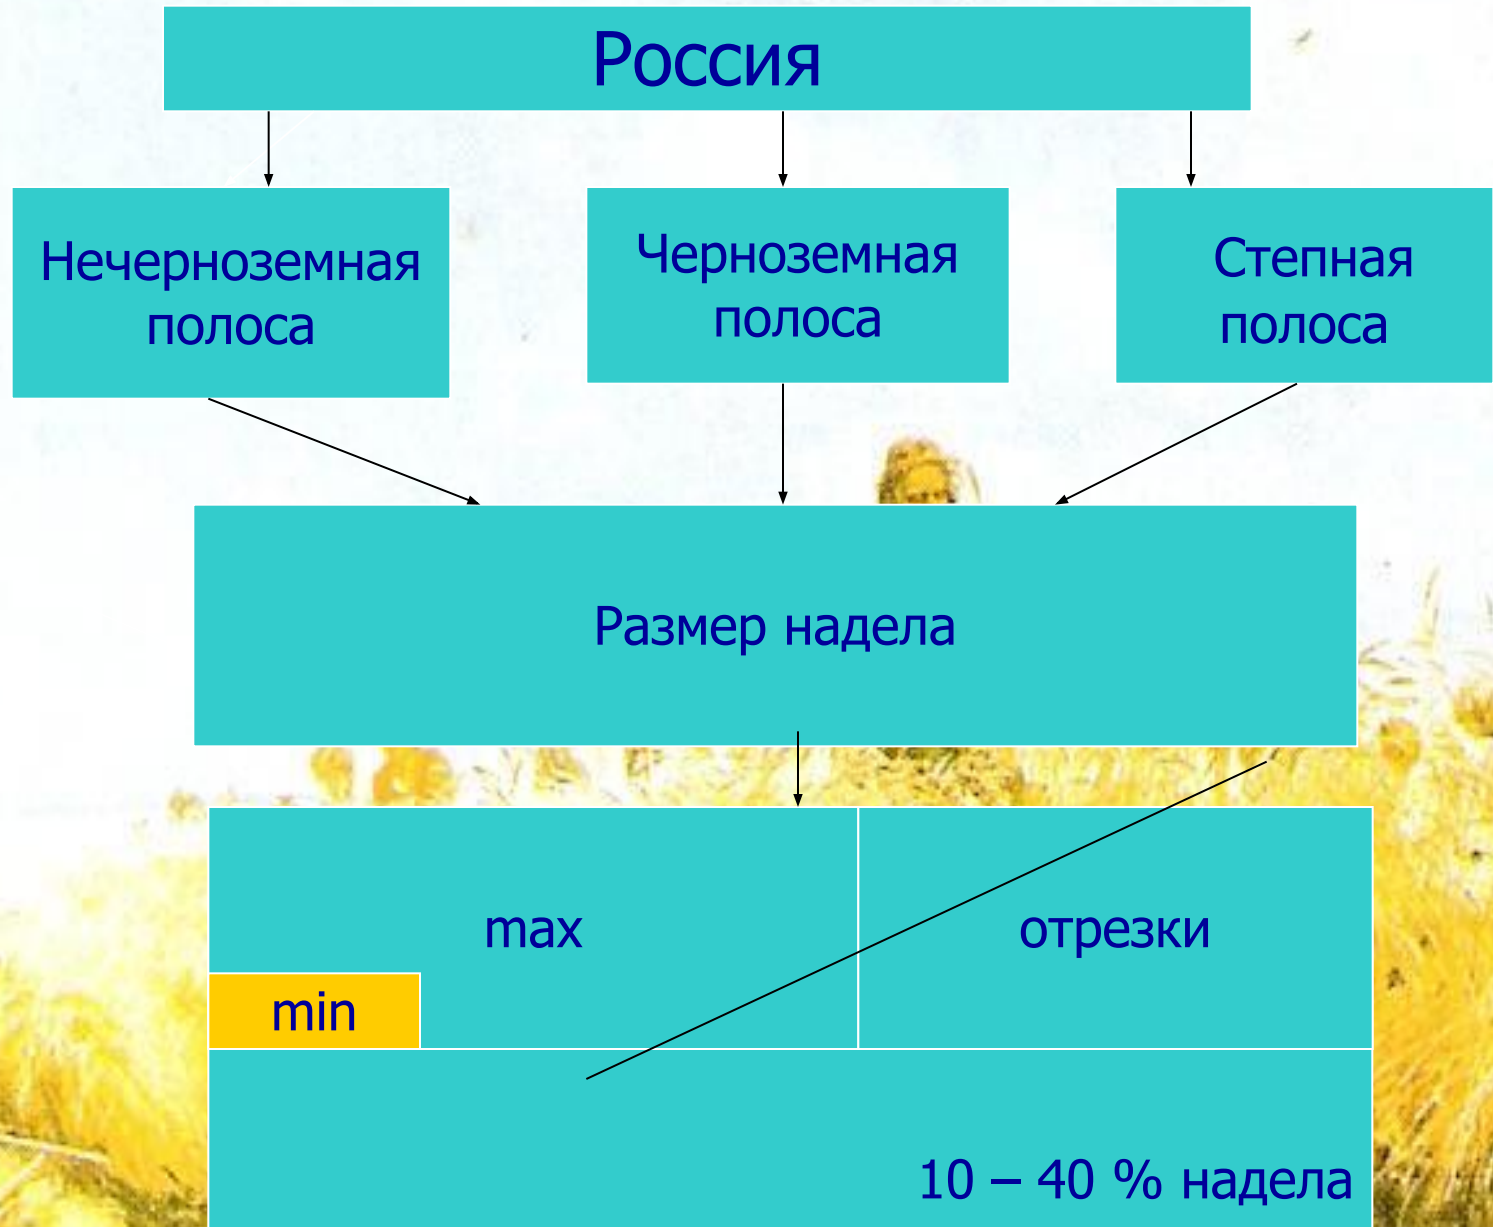 Россия
Нечерноземная
полоса
Черноземная
полоса
Степная
полоса
Размер надела
max
отрезки
min
10 – 40 % надела